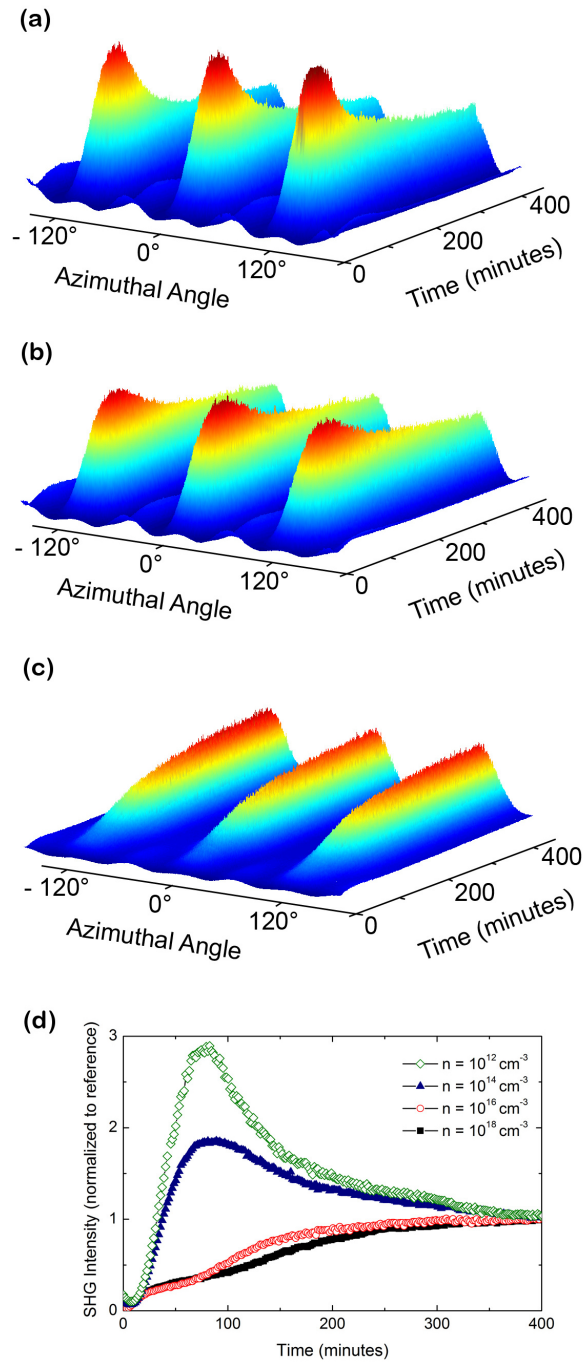 (a)
- 120°
0°
120°
Azimuthal Angle
0
200
400
Time (minutes)
(b)
- 120°
0°
120°
Azimuthal Angle
0
200
400
Time (minutes)
(c)
- 120°
0°
120°
Azimuthal Angle
0
200
400
Time (minutes)
(d)
SHG Intensity (normalized to reference)
3
2
1
0
n = 10¹² cm⁻³
n = 10¹⁴ cm⁻³
n = 10¹⁶ cm⁻³
n = 10¹⁸ cm⁻³
0 100 200 300 400
Time (minutes)